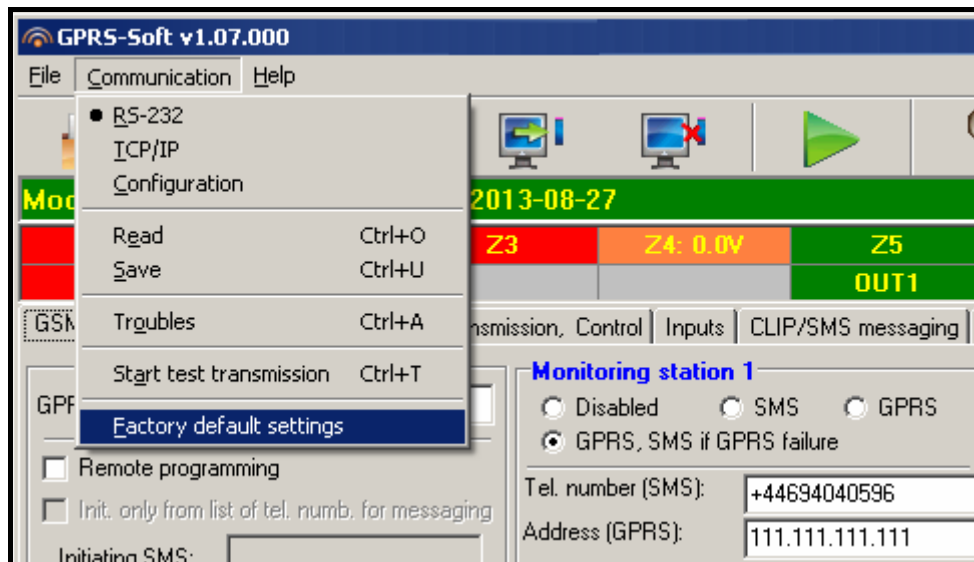 GPRS-Soft v1.07.000
File Communication Help
RS-232
TCP/IP
Configuration
Read Ctrl+O
Save Ctrl+U
Troubles Ctrl+A
Start test transmission Ctrl+T
Factory default settings
2013-08-27
Z3 Z4: 0.0V Z5
OUT1
Control Inputs CLIP/SMS messaging
Monitoring station 1
Disabled SMS GPRS
GPRS, SMS if GPRS failure
Remote programming
Init. only from list of tel. numb. for messaging
Initiating SMS:
Tel. number (SMS): +44694040596
Address (GPRS): 111.111.111.111